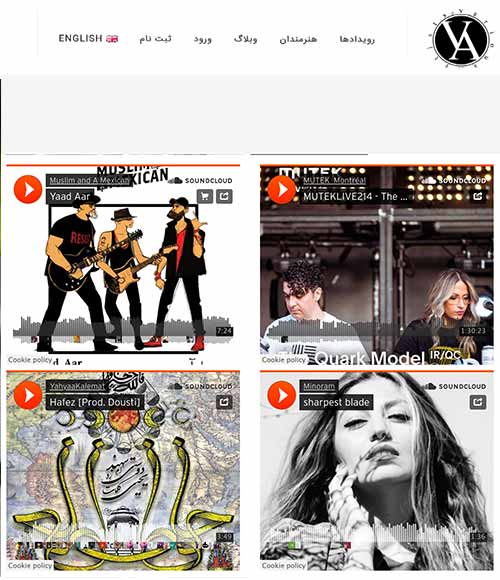 ENGLISH
ثبت نام
ورود
وبلاگ
هنرمندان
رویدادها
VA
Muslim and A Mexican
Yaad Aar
SOUNDCLOUD
MUSLIM
MEXICAN
RESIST
7:24
Cookie policy
MUTEK_Montréal
MUTEKLIVE214 - The ...
SOUNDCLOUD
MUTEK
1:30:23
Quark Model IR/QC
Cookie policy
YahyaaKalemat
Hafez [Prod. Dousti]
SOUNDCLOUD
3:49
Cookie policy
Minoram
sharpest blade
SOUNDCLOUD
1:36
Cookie policy